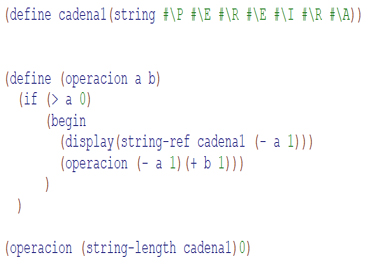 (define cadena1(string #\P #\E #\R #\E #\I #\R #\A))
(define (operacion a b)
(if (> a 0)
(begin
(display(string-ref cadena1 (- a 1)))
(operacion (- a 1)(+ b 1)))
)
)
(operacion (string-length cadena1)0)